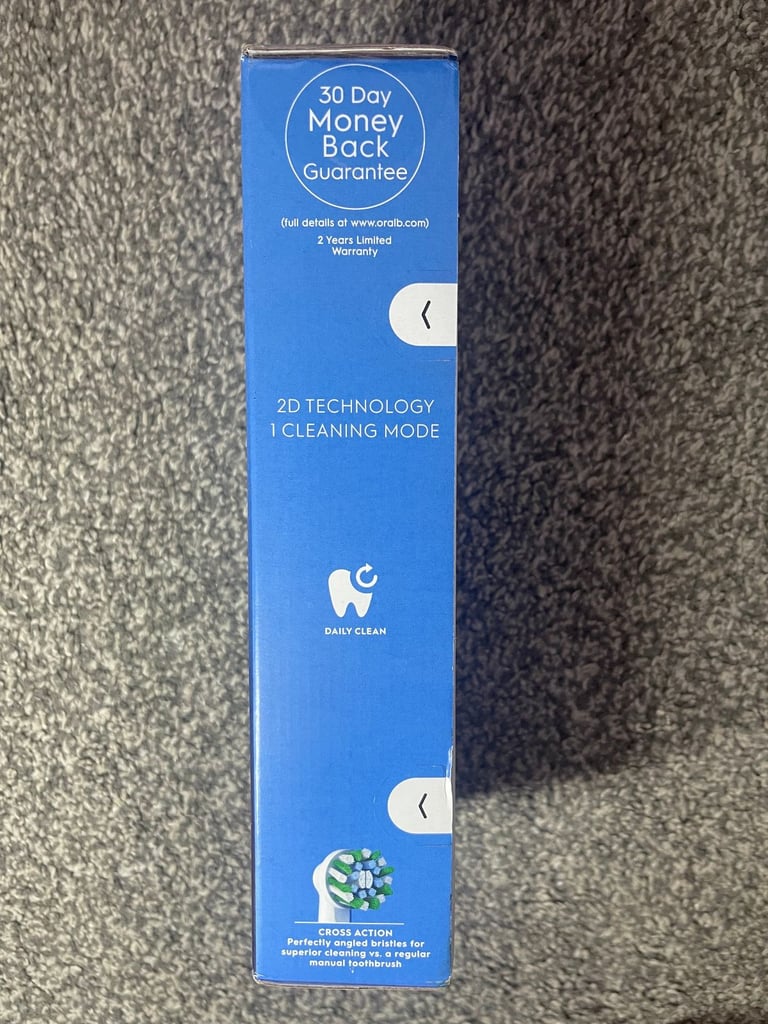 30 Day
Money
Back
Guarantee
(full details at www.oralb.com)
2 Years Limited
Warranty
2D TECHNOLOGY
1 CLEANING MODE
DAILY CLEAN
CROSS ACTION
Perfectly angled bristles for
superior cleaning vs. a regular
manual toothbrush